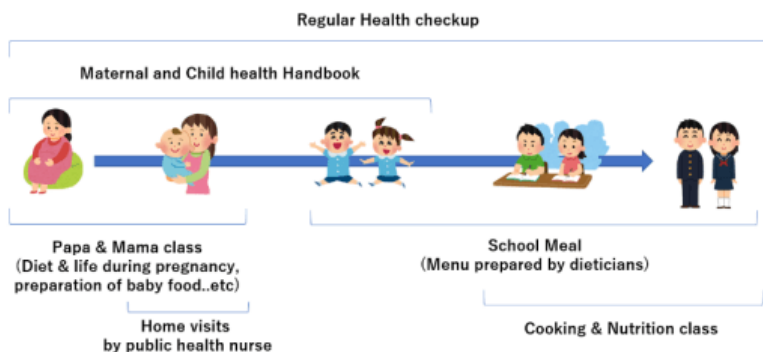 Regular Health checkup
Maternal and Child health Handbook
Papa & Mama class
(Diet & life during pregnancy,
preparation of baby food..etc)
School Meal
(Menu prepared by dieticians)
Home visits
by public health nurse
Cooking & Nutrition class